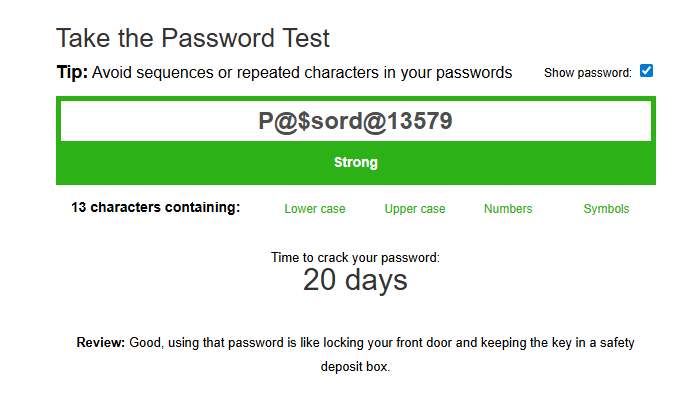 Take the Password Test
Tip: Avoid sequences or repeated characters in your passwords Show password:
P@$sord@13579
Strong
13 characters containing: Lower case Upper case Numbers Symbols
Time to crack your password:
20 days
Review: Good, using that password is like locking your front door and keeping the key in a safety
deposit box.